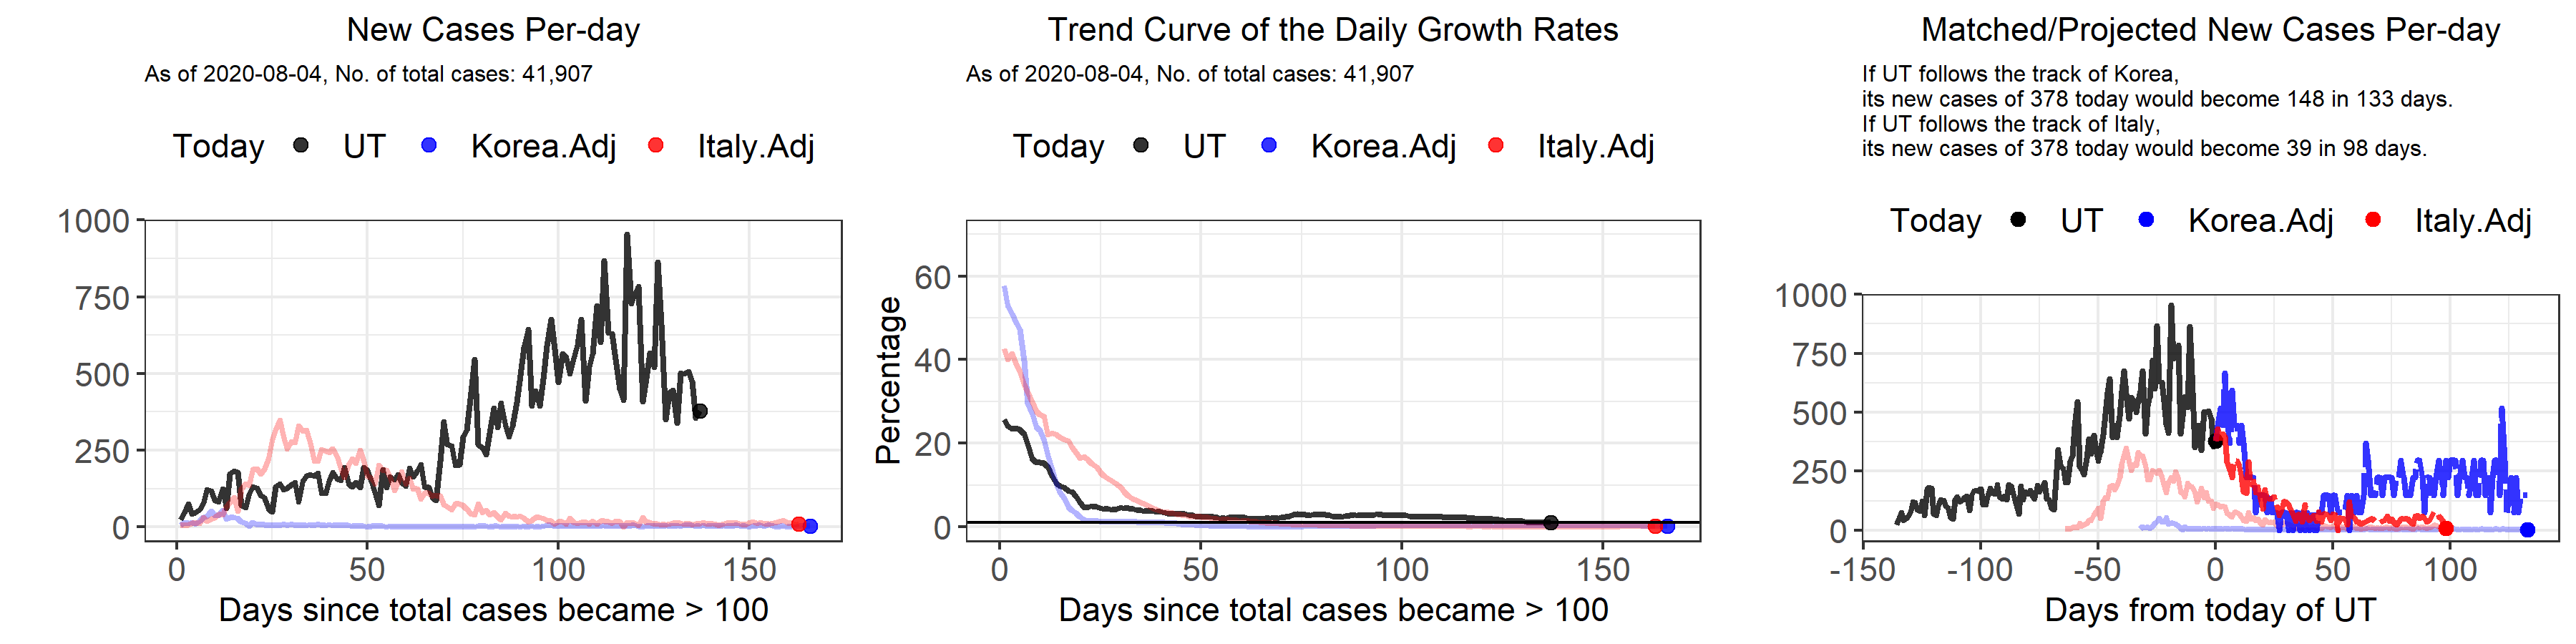 New Cases Per-day
As of 2020-08-04, No. of total cases: 41,907
Today UT Korea.Adj Italy.Adj
1000
750
500
250
0
0 50 100 150
Days since total cases became > 100
Trend Curve of the Daily Growth Rates
As of 2020-08-04, No. of total cases: 41,907
Today UT Korea.Adj Italy.Adj
Percentage
60
40
20
0
0 50 100 150
Days since total cases became > 100
Matched/Projected New Cases Per-day
If UT follows the track of Korea,
its new cases of 378 today would become 148 in 133 days.
If UT follows the track of Italy,
its new cases of 378 today would become 39 in 98 days.
Today UT Korea.Adj Italy.Adj
1000
750
500
250
0
-150 -100 -50 0 50 100
Days from today of UT